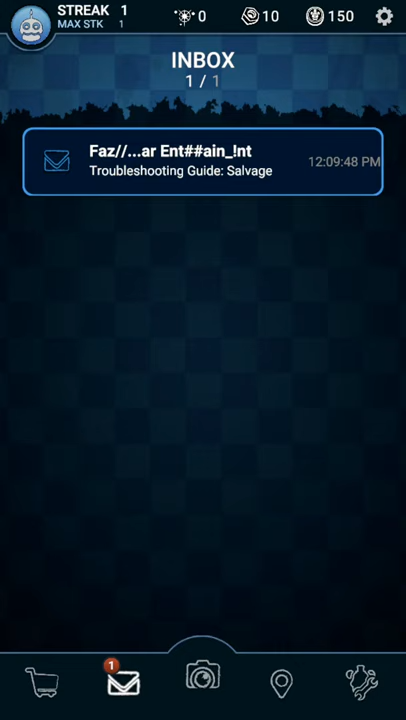 STREAK 1
MAX STK 1
0
10
150
INBOX
1 / 1
Faz//...ar Ent##ain_!nt
Troubleshooting Guide: Salvage
12:09:48 PM
1